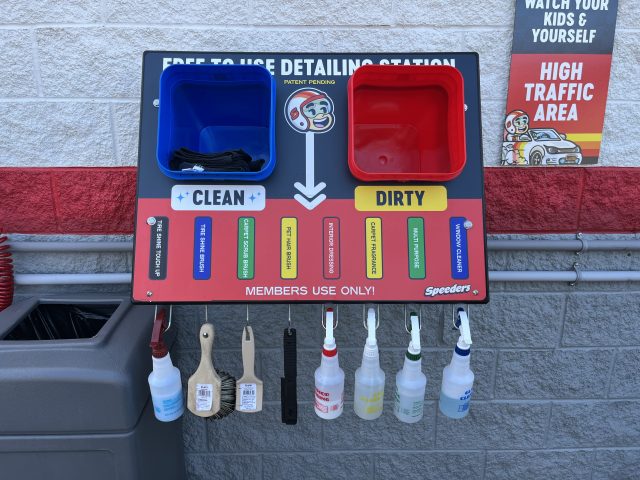 WATCH YOUR
KIDS &
YOURSELF
HIGH
TRAFFIC
AREA
FREE TO USE DETAILING STATION
PATENT PENDING
CLEAN
DIRTY
TIRE SHINE TOUCH UP
TIRE SHINE BRUSH
CARPET SCRUB BRUSH
PET HAIR BRUSH
INTERIOR DRESSING
CARPET FRAGRANCE
MULTI PURPOSE
WINDOW CLEANER
MEMBERS USE ONLY!
Speeders